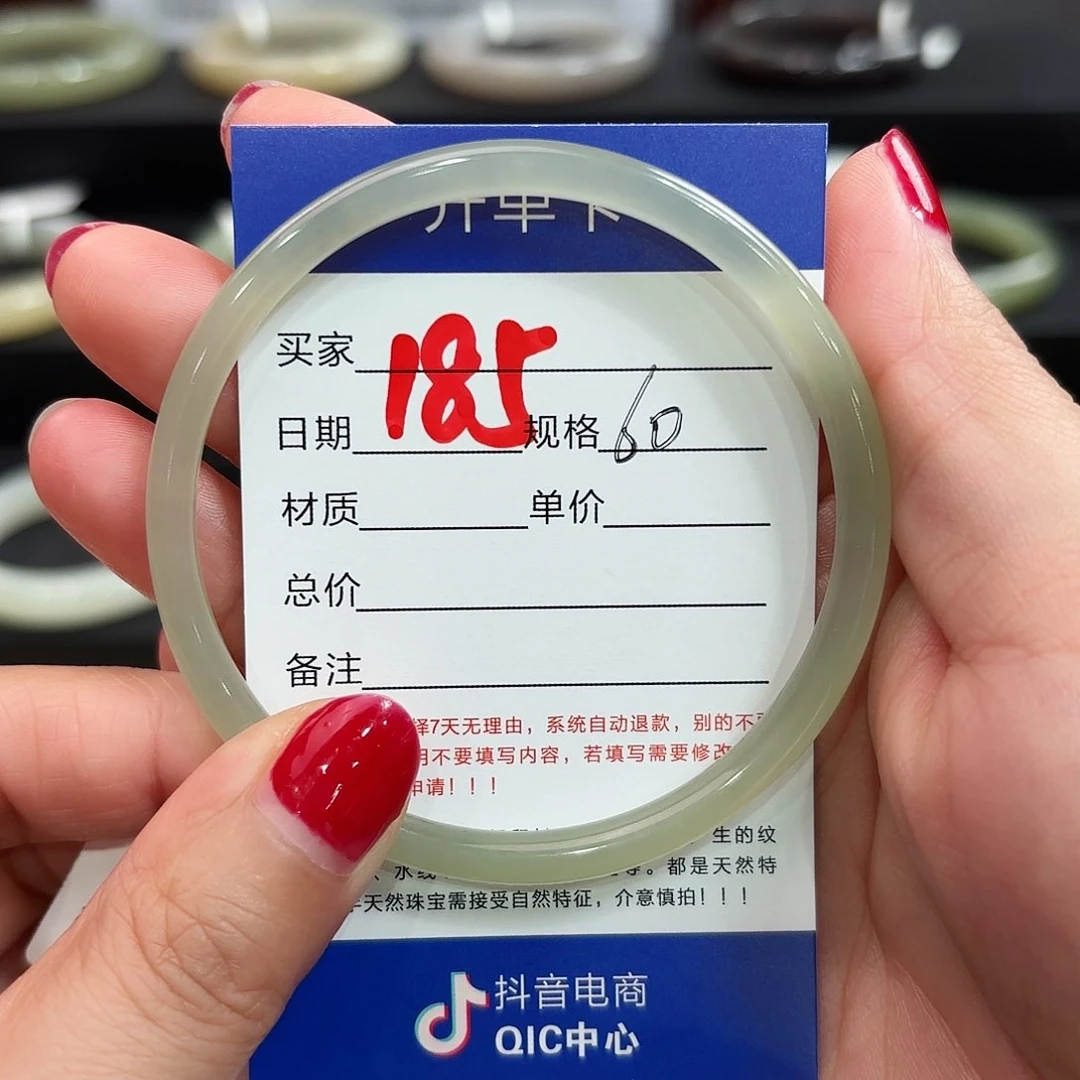 开单卡
买家 185
日期 规格 60
材质 单价
总价
备注
择7天无理由，系统自动退款，别的不
明不要填写内容，若填写需要修改
申请！！！
生的纹
、水线 等。都是天然特
天然珠宝需接受自然特征，介意慎拍！！！
抖音电商
QIC中心